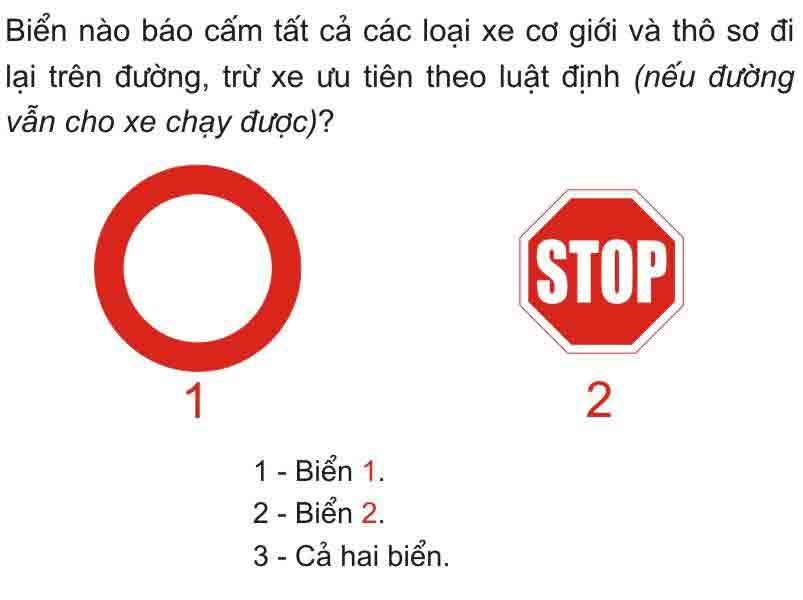 Biển nào báo cấm tất cả các loại xe cơ giới và thô sơ đi
lại trên đường, trừ xe ưu tiên theo luật định (nếu đường
vẫn cho xe chạy được)?
STOP
1
2
1 - Biển 1.
2 - Biển 2.
3 - Cả hai biển.